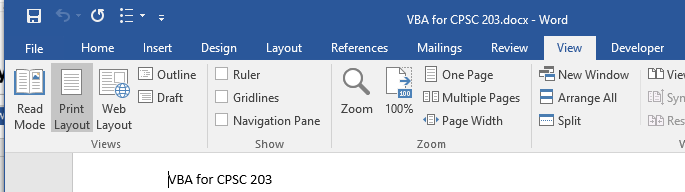 VBA for CPSC 203.docx - Word
File Home Insert Design Layout References Mailings Review View Developer
Read Mode
Print Layout
Web Layout
Outline
Draft
Views
Ruler
Gridlines
Navigation Pane
Show
Zoom
100%
One Page
Multiple Pages
Page Width
Zoom
New Window
Arrange All
Split
VBA for CPSC 203